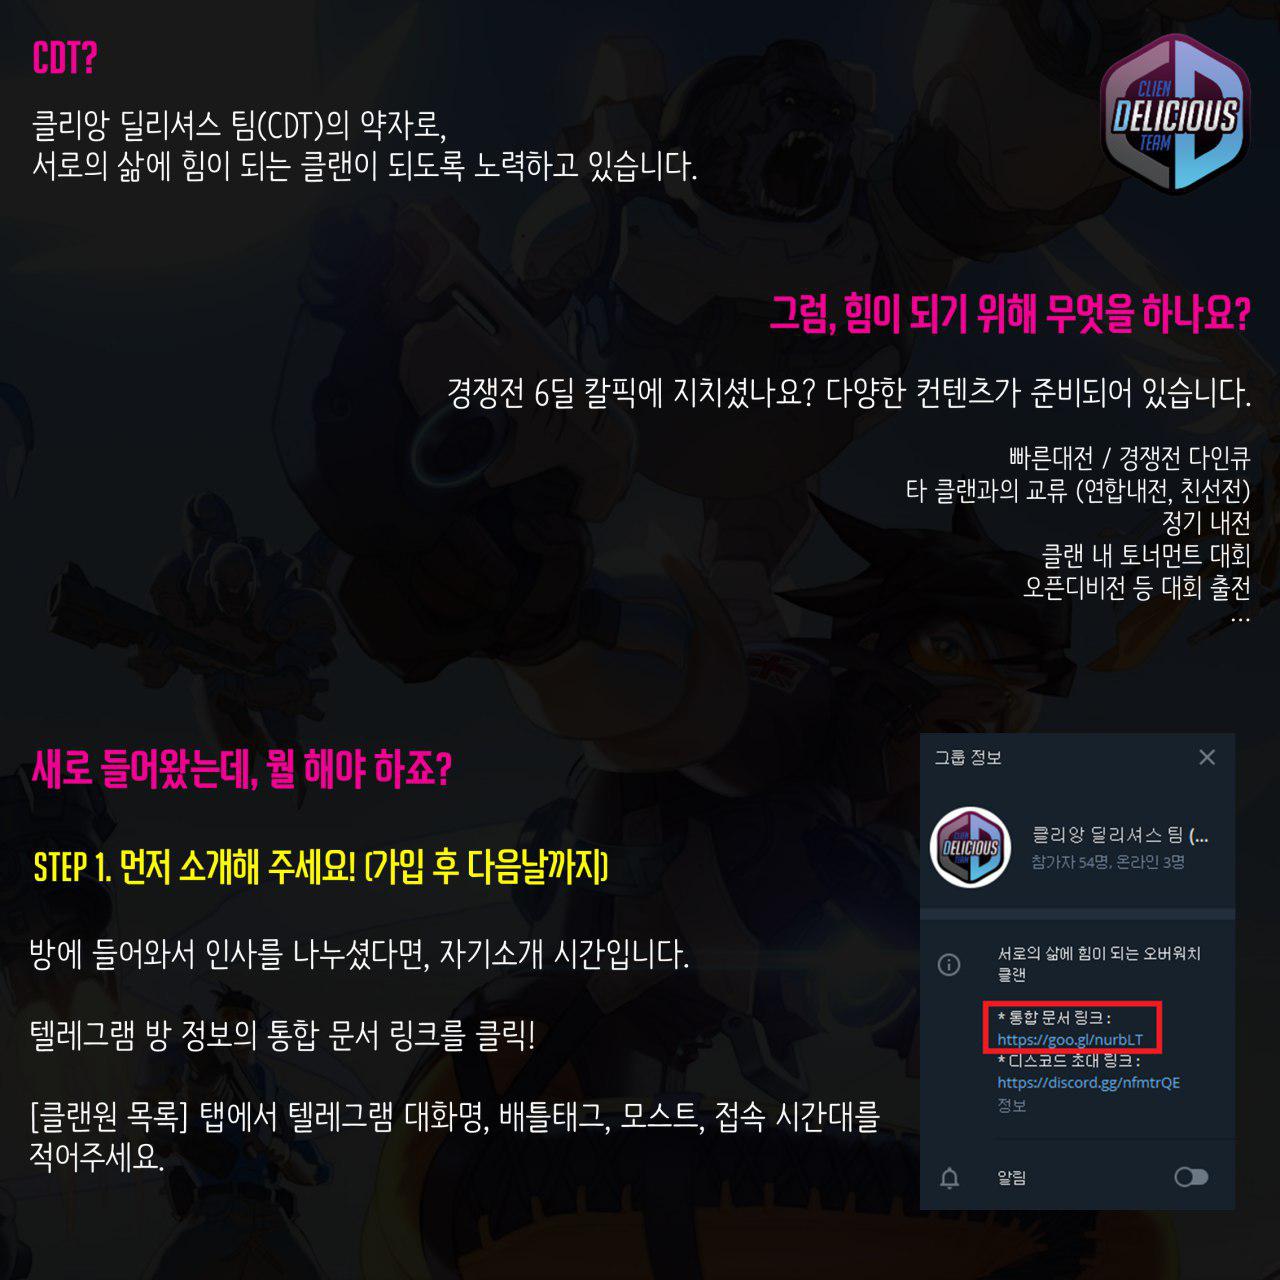 CDT?
CLIEN
DELICIOUS
TEAM
클리앙 딜리셔스 팀(CDT)의 약자로,
서로의 삶에 힘이 되는 클랜이 되도록 노력하고 있습니다.
그럼, 힘이 되기 위해 무엇을 하나요?
경쟁전 6딜 칼픽에 지치셨나요? 다양한 컨텐츠가 준비되어 있습니다.
빠른대전 / 경쟁전 다인큐
타 클랜과의 교류 (연합내전, 친선전)
정기 내전
클랜 내 토너먼트 대회
오픈디비전 등 대회 출전
...
새로 들어왔는데, 뭘 해야 하죠?
STEP 1. 먼저 소개해 주세요! (가입 후 다음날까지)
방에 들어와서 인사를 나누셨다면, 자기소개 시간입니다.
텔레그램 방 정보의 통합 문서 링크를 클릭!
[클랜원 목록] 탭에서 텔레그램 대화명, 배틀태그, 모스트, 접속 시간대를
적어주세요.
그룹 정보
CLIEN
DELICIOUS
TEAM
클리앙 딜리셔스 팀 (...
참가자 54명, 온라인 3명
서로의 삶에 힘이 되는 오버워치
클랜
* 통합 문서 링크 :
https://goo.gl/nurbLT
* 디스코드 초대 링크 :
https://discord.gg/nfmtrQE
정보
알림